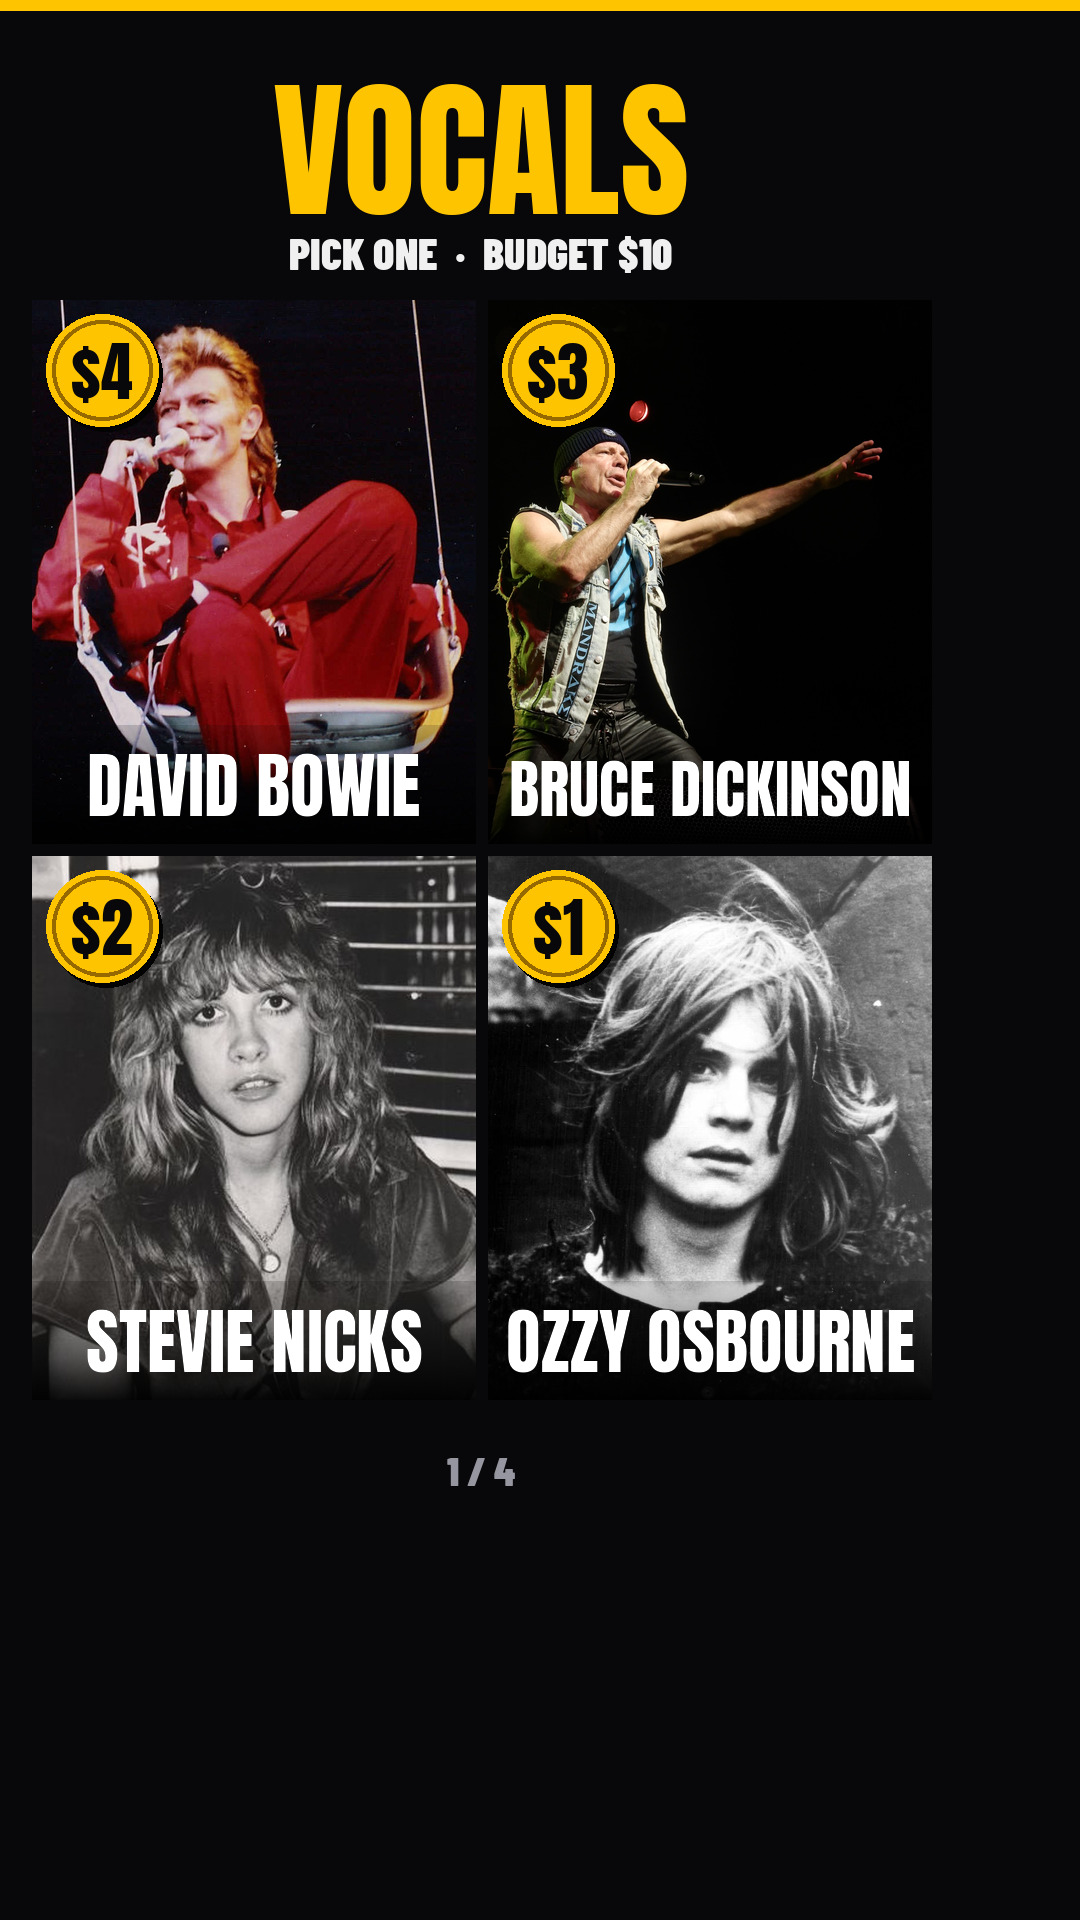 VOCALS
PICK ONE · BUDGET $10
$4
$3
MANDRAKE
DAVID BOWIE
BRUCE DICKINSON
$2
$1
STEVIE NICKS
OZZY OSBOURNE
1 / 4